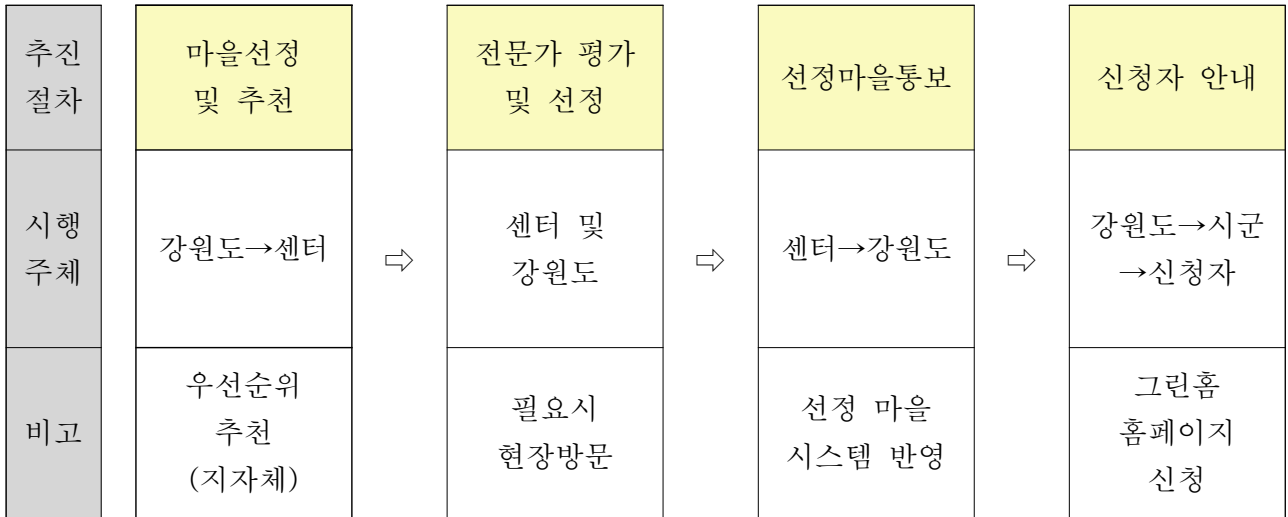 추진
절차
마을선정
및 추천
전문가 평가
및 선정
선정마을통보
신청자 안내
시행
주체
강원도→센터
⇨
센터 및
강원도
⇨
센터→강원도
⇨
강원도→시군
→신청자
비고
우선순위
추천
(지자체)
필요시
현장방문
선정 마을
시스템 반영
그린홈
홈페이지
신청